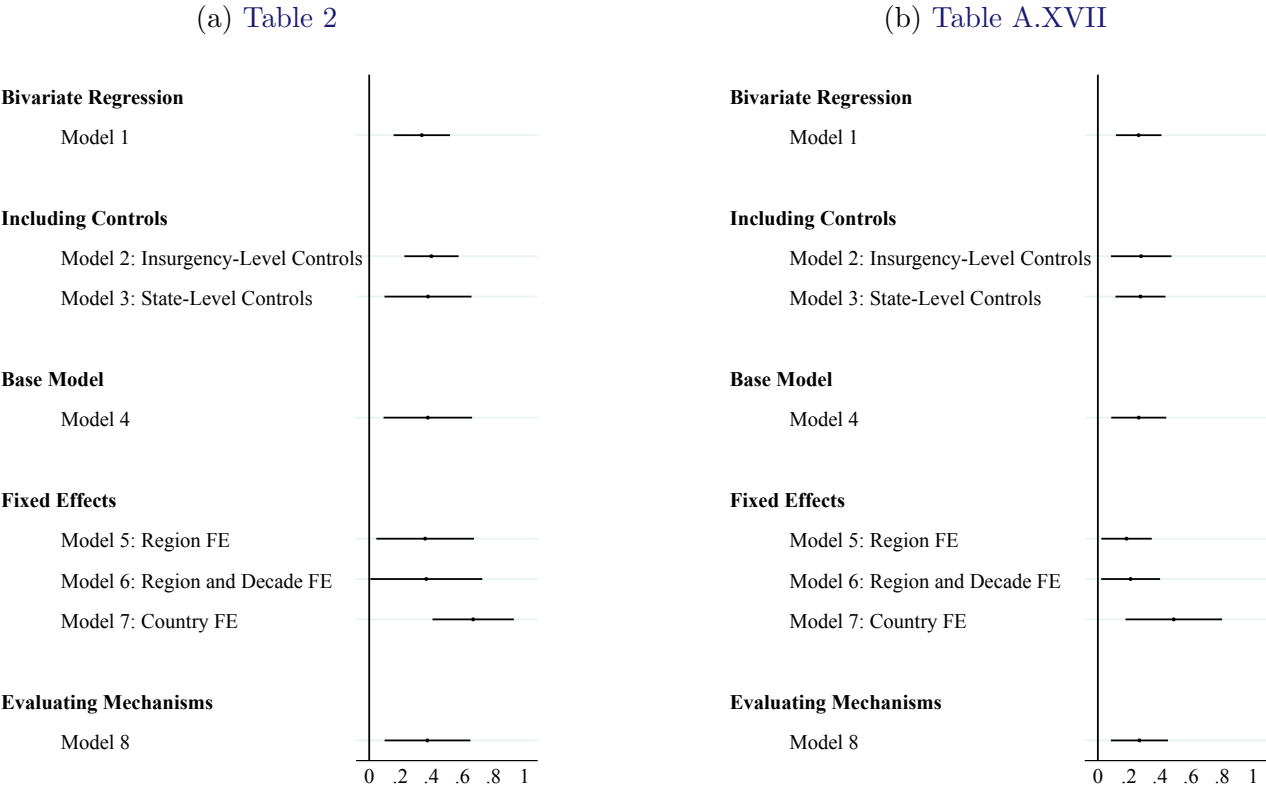 (a) Table 2
Bivariate Regression
Model 1
Including Controls
Model 2: Insurgency-Level Controls
Model 3: State-Level Controls
Base Model
Model 4
Fixed Effects
Model 5: Region FE
Model 6: Region and Decade FE
Model 7: Country FE
Evaluating Mechanisms
Model 8
0 .2 .4 .6 .8 1
(b) Table A.XVII
Bivariate Regression
Model 1
Including Controls
Model 2: Insurgency-Level Controls
Model 3: State-Level Controls
Base Model
Model 4
Fixed Effects
Model 5: Region FE
Model 6: Region and Decade FE
Model 7: Country FE
Evaluating Mechanisms
Model 8
0 .2 .4 .6 .8 1